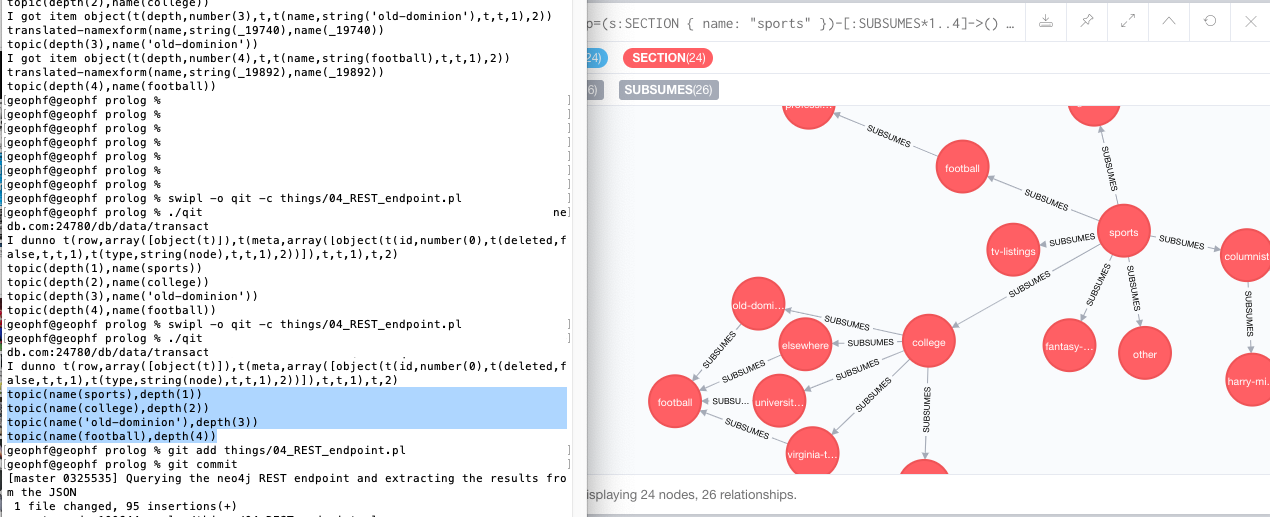 topic(depth(2),name(college))
I got item object(t(depth,number(3),t,t(name,string('old-dominion'),t,t,1),2))
translated-namexform(name,string(_19740),name(_19740))
topic(depth(3),name('old-dominion'))
I got item object(t(depth,number(4),t,t(name,string(football),t,t,1),2))
translated-namexform(name,string(_19892),name(_19892))
topic(depth(4),name(football))
[geophf@geophf prolog % ]
[geophf@geophf prolog % ]
[geophf@geophf prolog % ]
[geophf@geophf prolog % ]
[geophf@geophf prolog % ]
[geophf@geophf prolog % ]
[geophf@geophf prolog % ]
[geophf@geophf prolog % swipl -o qit -c things/04_REST_endpoint.pl ]
[geophf@geophf prolog % ./qit ne]
db.com:24780/db/data/transact
I dunno t(row,array([object(t)]),t(meta,array([object(t(id,number(0),t(deleted,f
alse,t,t,1),t(type,string(node),t,t,1),2))]),t,t,1),t,2)
topic(depth(1),name(sports))
topic(depth(2),name(college))
topic(depth(3),name('old-dominion'))
topic(depth(4),name(football))
[geophf@geophf prolog % swipl -o qit -c things/04_REST_endpoint.pl ]
[geophf@geophf prolog % ./qit ]
db.com:24780/db/data/transact
I dunno t(row,array([object(t)]),t(meta,array([object(t(id,number(0),t(deleted,f
alse,t,t,1),t(type,string(node),t,t,1),2))]),t,t,1),t,2)
topic(name(sports),depth(1))
topic(name(college),depth(2))
topic(name('old-dominion'),depth(3))
topic(name(football),depth(4))
[geophf@geophf prolog % git add things/04_REST_endpoint.pl ]
[geophf@geophf prolog % git commit ]
[master 0325535] Querying the neo4j REST endpoint and extracting the results fro
m the JSON
1 file changed, 95 insertions(+)
p=(s:SECTION { name: "sports" })-[:SUBSUMES*1..4]->() …
24)
SECTION(24)
6)
SUBSUMES(26)
SUBSUMES
football
SUBSUMES
SUBSUMES
sports
tv-listings
SUBSUMES
SUBSUMES
columnist
SUBSUMES
SUBSUMES
SUBSUMES
SUBSUMES
old-domi...
SUBSUMES
elsewhere
SUBSUMES
college
fantasy-...
other
SUBSUMES
SUBSUMES
SUBSUMES
harry-mi...
football
SUBSU...
universit...
SUBSUMES
SUBSUMES
SUBSUMES
virginia-t...
isplaying 24 nodes, 26 relationships.